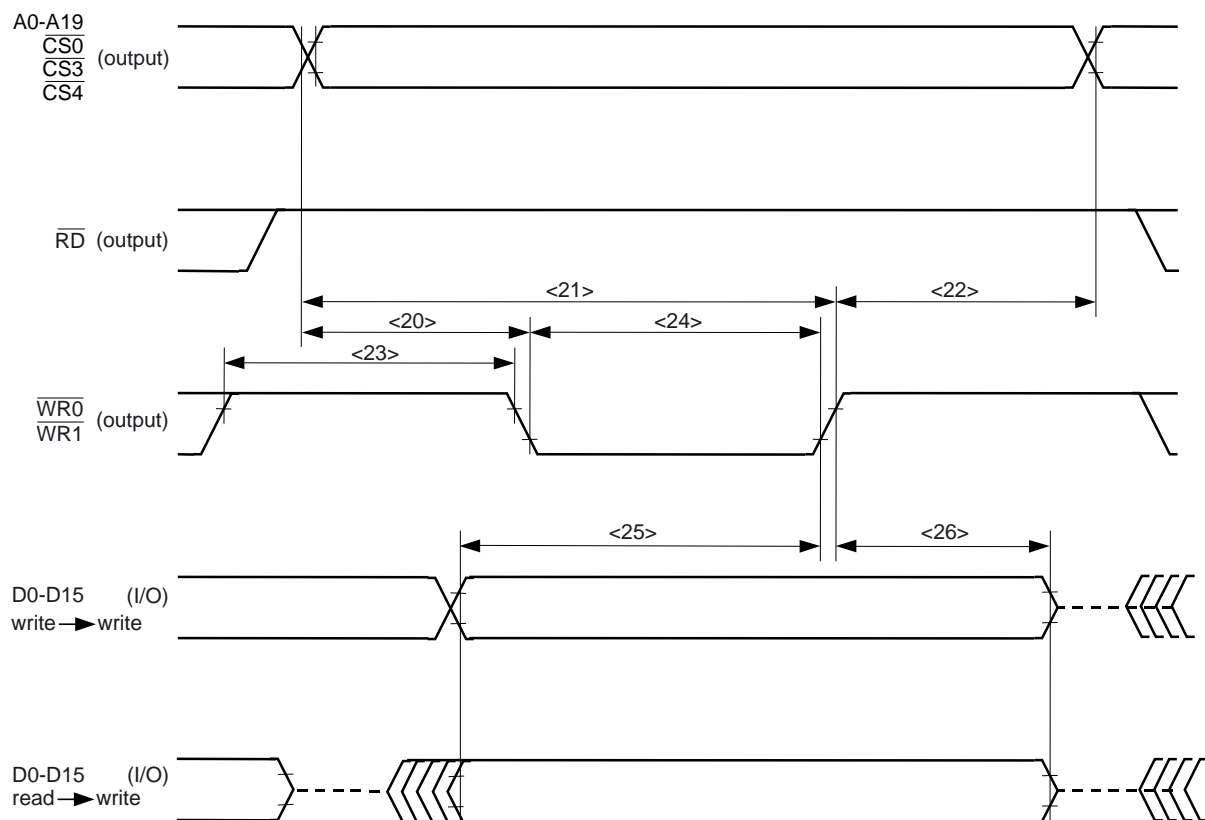 A0-A19
CS0
CS3 (output)
CS4
RD (output)
<21>
<22>
<20>
<24>
<23>
WR0
WR1 (output)
<25>
<26>
D0-D15 (I/O)
write → write
D0-D15 (I/O)
read → write